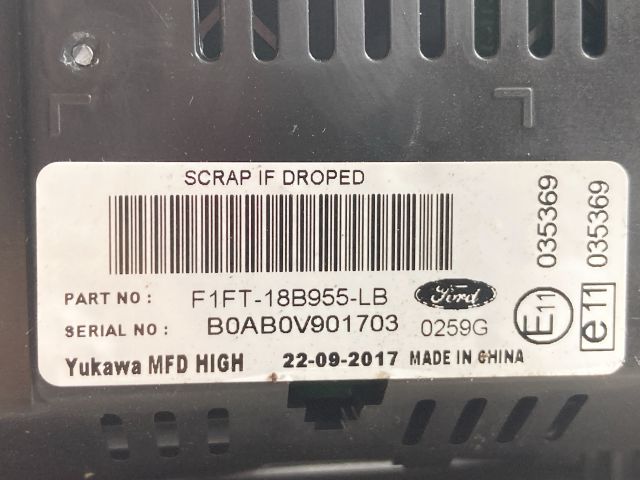 SCRAP IF DROPED
PART NO : F1FT-18B955-LB
Ford
SERIAL NO : B0AB0V901703 0259G
Yukawa MFD HIGH 22-09-2017 MADE IN CHINA
E11 035369
e11 035369